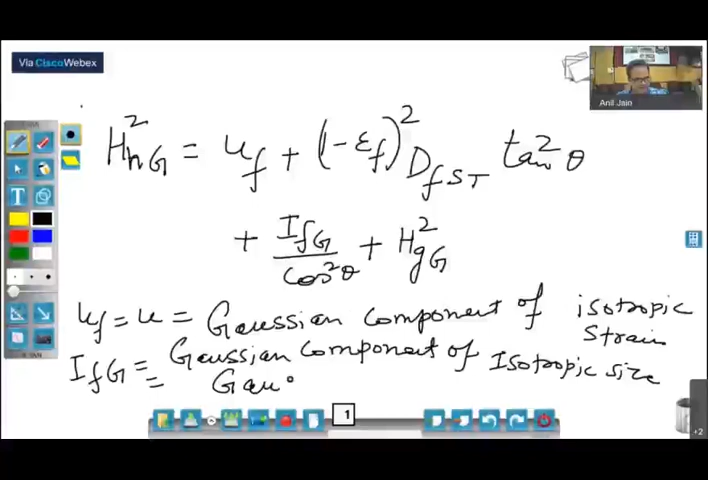 Via Cisco Webex
Anil Jain
H²hG = uf + (1-εf)² DfST tan²θ
+ IfG/cos²θ + H²gG
uf = u = Gaussian component of isotropic
strain
IfG = Gaussian component of Isotropic size
= Gau
1
+2